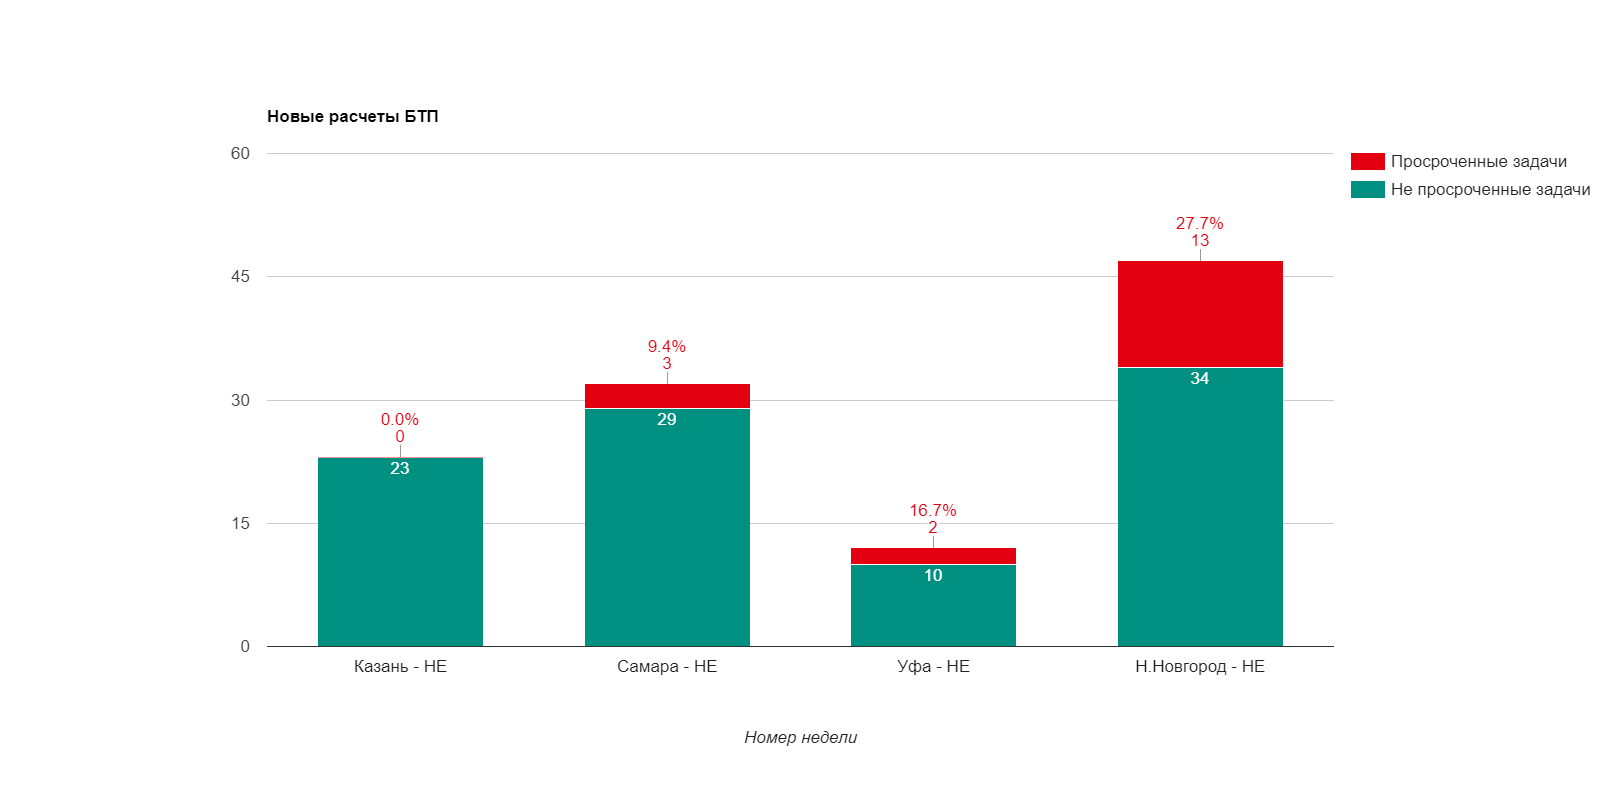 Новые расчеты БТП
60
45
30
15
0
Просроченные задачи
Не просроченные задачи
0.0%
0
23
9.4%
3
29
16.7%
2
10
27.7%
13
34
Казань - НЕ
Самара - НЕ
Уфа - НЕ
Н.Новгород - НЕ
Номер недели